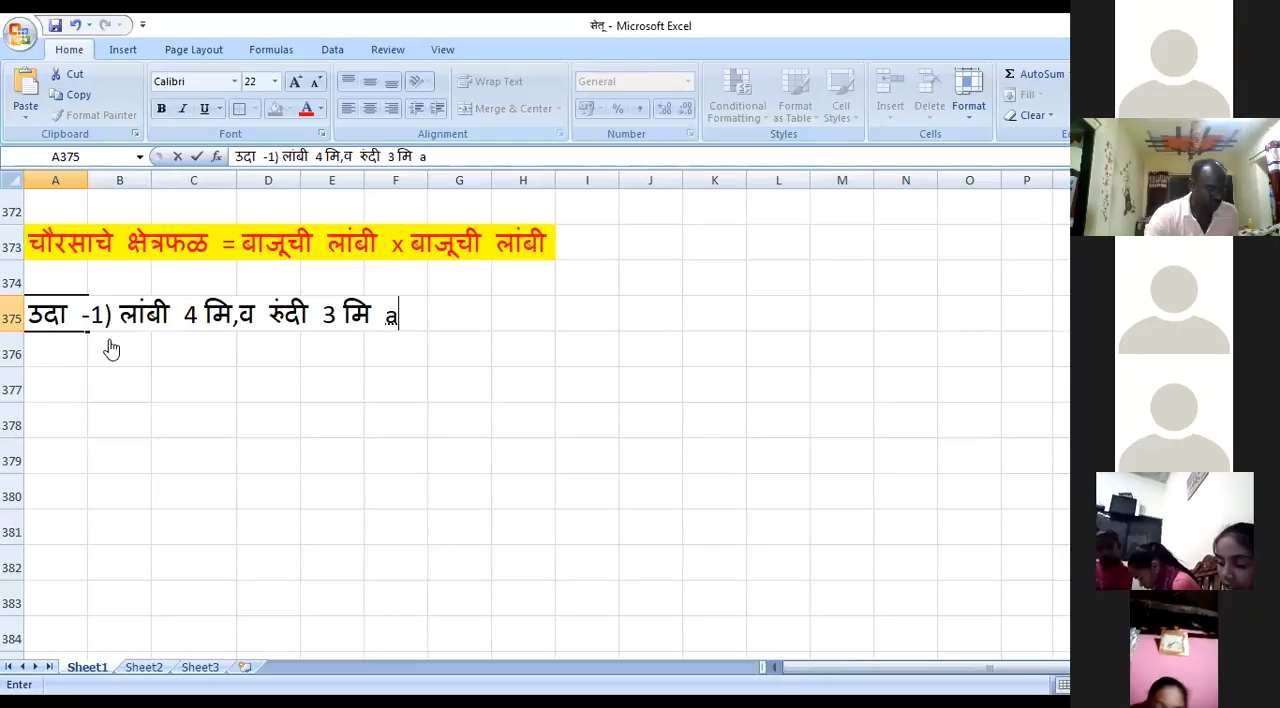 सेतू - Microsoft Excel
Home Insert Page Layout Formulas Data Review View
Cut
Copy
Format Painter
Paste
Calibri 22
Wrap Text
Merge & Center
General
Conditional Formatting
Format as Table
Cell Styles
Insert
Delete
Format
AutoSum
Fill
Clear
Clipboard Font Alignment Number Styles Cells
A375 fx उदा -1) लांबी 4 मि,व रुंदी 3 मि a
A B C D E F G H I J K L M N O P
372
373 चौरसाचे क्षेत्रफळ = बाजूची लांबी x बाजूची लांबी
374
375 उदा -1) लांबी 4 मि,व रुंदी 3 मि a
376
377
378
379
380
381
382
383
384
Sheet1 Sheet2 Sheet3
Enter